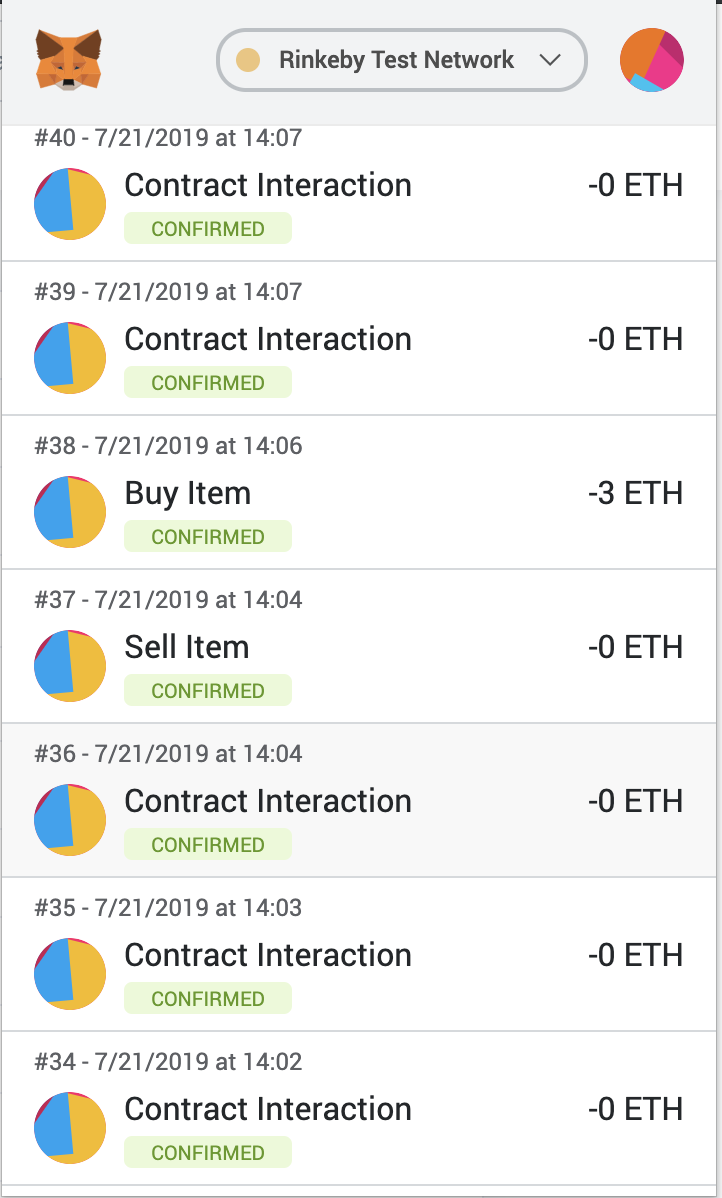 Rinkeby Test Network
#40 - 7/21/2019 at 14:07
Contract Interaction -0 ETH
CONFIRMED
#39 - 7/21/2019 at 14:07
Contract Interaction -0 ETH
CONFIRMED
#38 - 7/21/2019 at 14:06
Buy Item -3 ETH
CONFIRMED
#37 - 7/21/2019 at 14:04
Sell Item -0 ETH
CONFIRMED
#36 - 7/21/2019 at 14:04
Contract Interaction -0 ETH
CONFIRMED
#35 - 7/21/2019 at 14:03
Contract Interaction -0 ETH
CONFIRMED
#34 - 7/21/2019 at 14:02
Contract Interaction -0 ETH
CONFIRMED